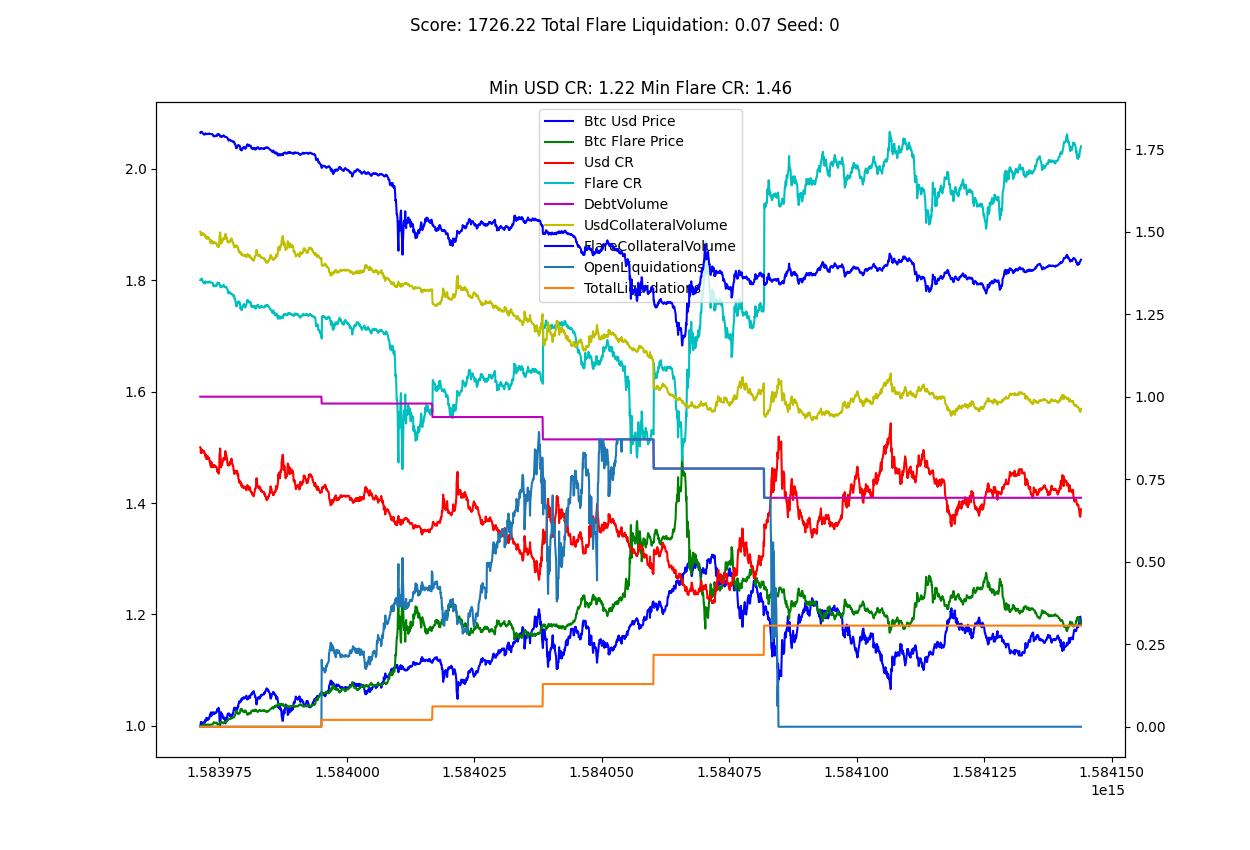 Score: 1726.22 Total Flare Liquidation: 0.07 Seed: 0
Min USD CR: 1.22 Min Flare CR: 1.46
Btc Usd Price
Btc Flare Price
Usd CR
Flare CR
DebtVolume
UsdCollateralVolume
FlareCollateralVolume
OpenLiquidations
TotalLiquidations
2.0
1.8
1.6
1.4
1.2
1.0
1.75
1.50
1.25
1.00
0.75
0.50
0.25
0.00
1.583975 1.584000 1.584025 1.584050 1.584075 1.584100 1.584125 1.584150
1e15